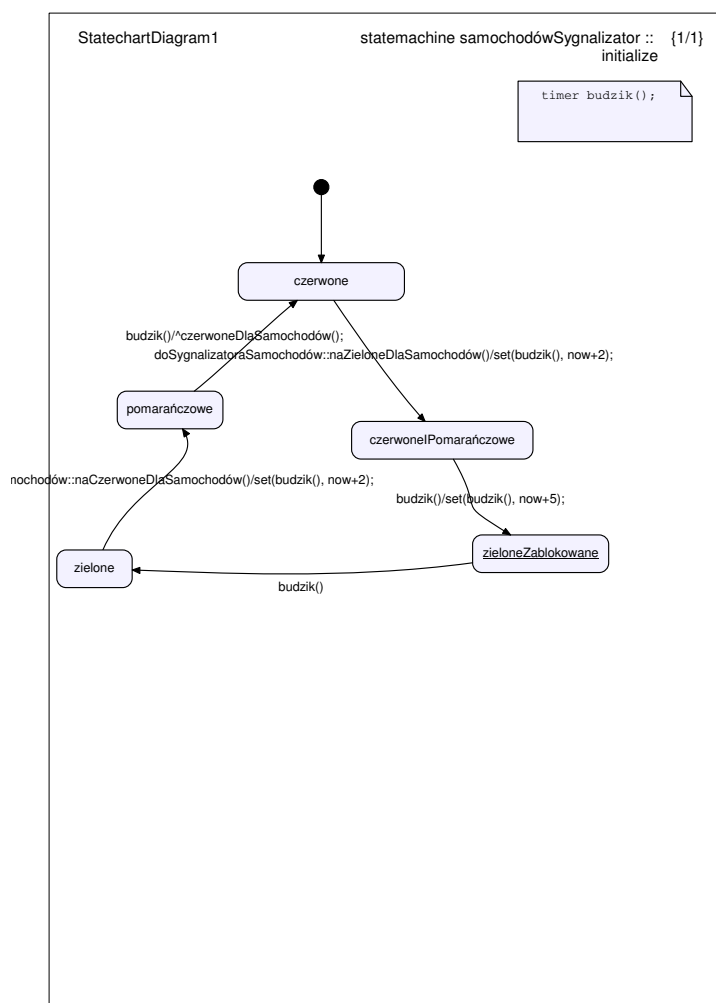 StatechartDiagram1
statemachine samochodówSygnalizator :: {1/1}
initialize
timer budzik();
czerwone
budzik()/^czerwoneDlaSamochodów();
doSygnalizatoraSamochodów::naZieloneDlaSamochodów()/set(budzik(), now+2);
pomarańczowe
czerwoneIPomarańczowe
mochodów::naCzerwoneDlaSamochodów()/set(budzik(), now+2);
budzik()/set(budzik(), now+5);
zieloneZablokowane
zielone
budzik()